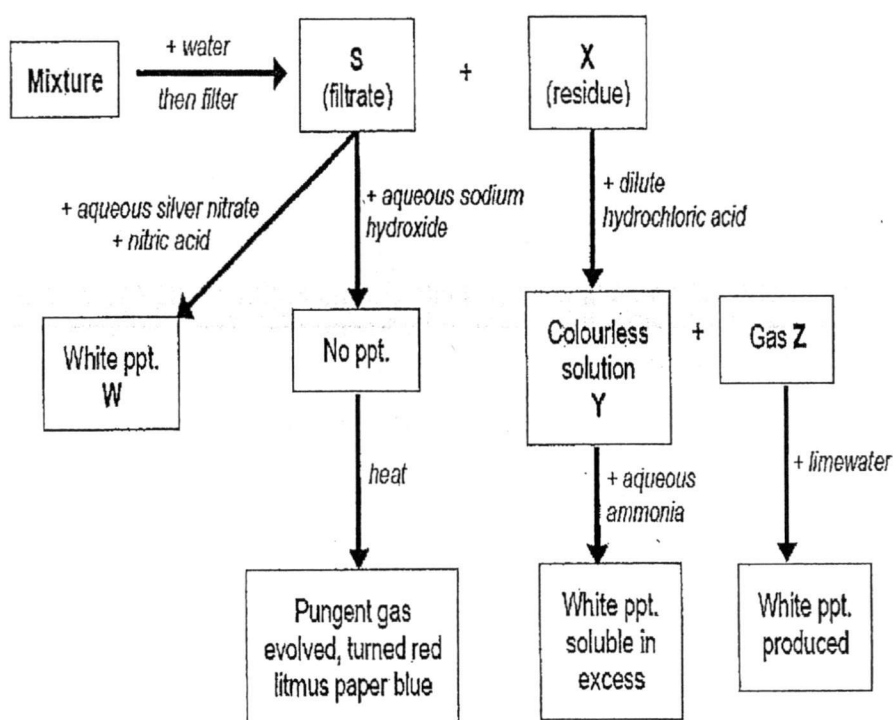 Mixture
+ water
then filter
S
(filtrate)
+
X
(residue)
+ aqueous silver nitrate
+ nitric acid
+ aqueous sodium
hydroxide
+ dilute
hydrochloric acid
White ppt.
W
No ppt.
Colourless
solution
Y
+
Gas Z
heat
+ aqueous
ammonia
+ limewater
Pungent gas
evolved, turned red
litmus paper blue
White ppt.
soluble in
excess
White ppt.
produced